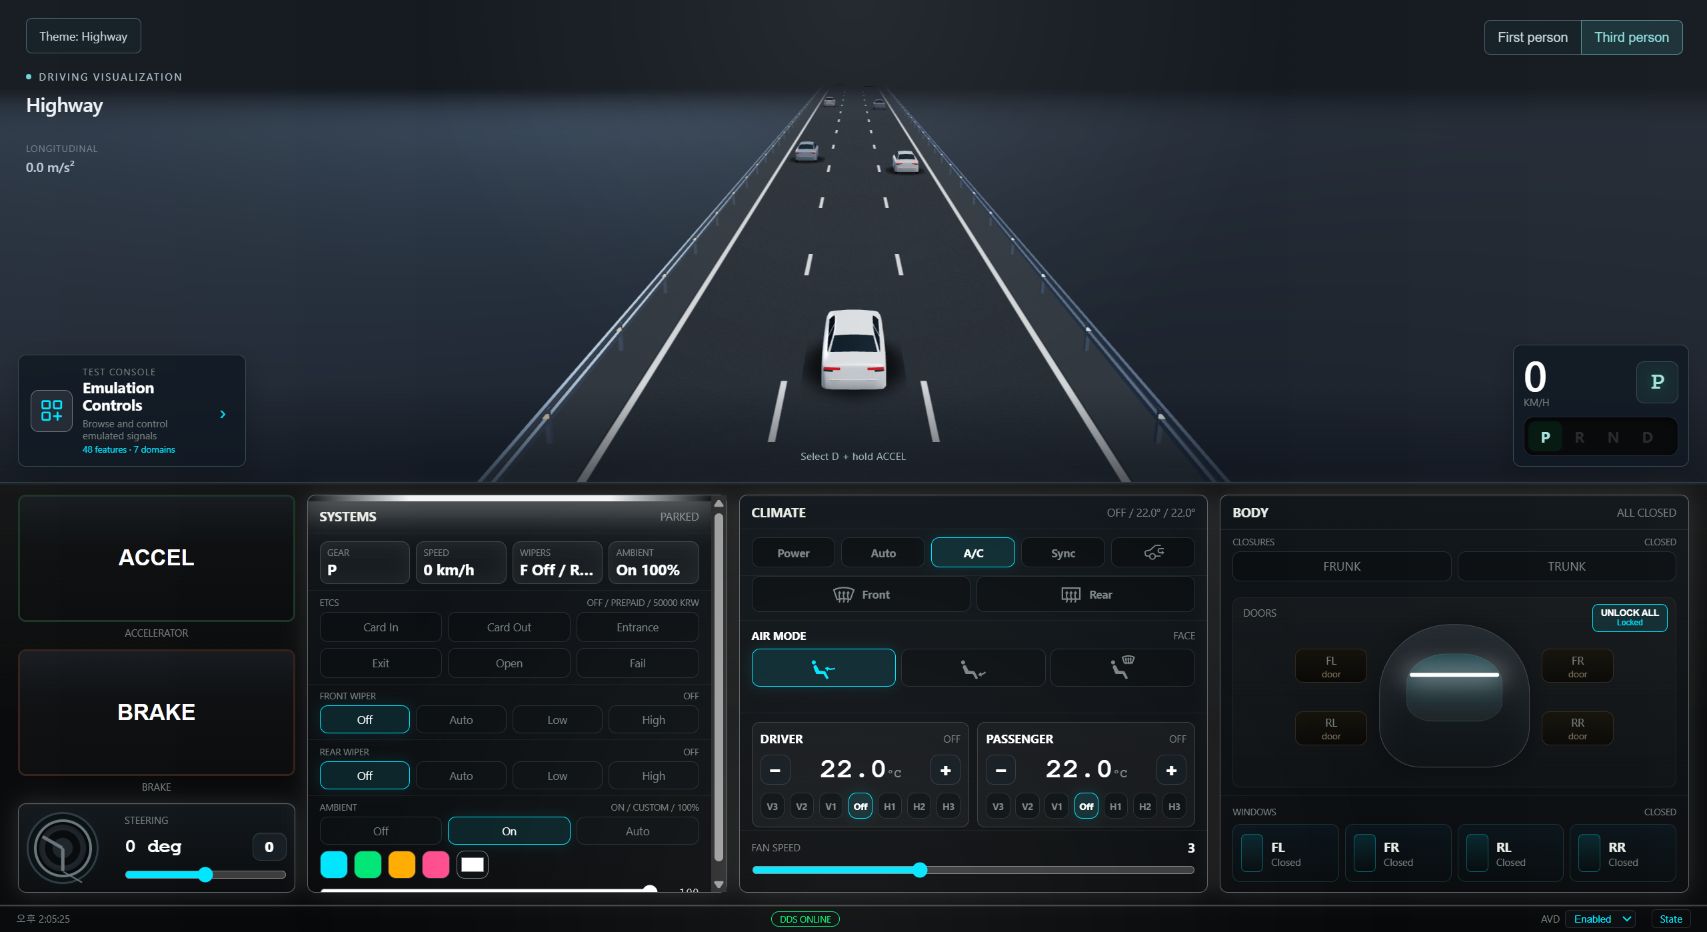 Theme: Highway
First person
Third person
DRIVING VISUALIZATION
Highway
LONGITUDINAL
0.0 m/s²
TEST CONSOLE
Emulation
Controls
Browse and control
emulated signals
48 features · 7 domains
Select D + hold ACCEL
0
KM/H
P
P R N D
ACCEL
ACCELERATOR
BRAKE
BRAKE
STEERING
0 deg
0
SYSTEMS
PARKED
GEAR
P
SPEED
0 km/h
WIPERS
F Off / R...
AMBIENT
On 100%
ETCS
OFF / PREPAID / 50000 KRW
Card In
Card Out
Entrance
Exit
Open
Fail
FRONT WIPER
OFF
Off
Auto
Low
High
REAR WIPER
OFF
Off
Auto
Low
High
AMBIENT
ON / CUSTOM / 100%
Off
On
Auto
100
CLIMATE
OFF / 22.0° / 22.0°
Power
Auto
A/C
Sync
Front
Rear
AIR MODE
FACE
DRIVER
OFF
− 22.0°C +
V3 V2 V1 Off H1 H2 H3
PASSENGER
OFF
− 22.0°C +
V3 V2 V1 Off H1 H2 H3
FAN SPEED
3
BODY
ALL CLOSED
CLOSURES
CLOSED
FRUNK
TRUNK
DOORS
UNLOCK ALL
Locked
FL
door
FR
door
RL
door
RR
door
WINDOWS
CLOSED
FL
Closed
FR
Closed
RL
Closed
RR
Closed
오후 2:05:25
DDS ONLINE
AVD
Enabled
State